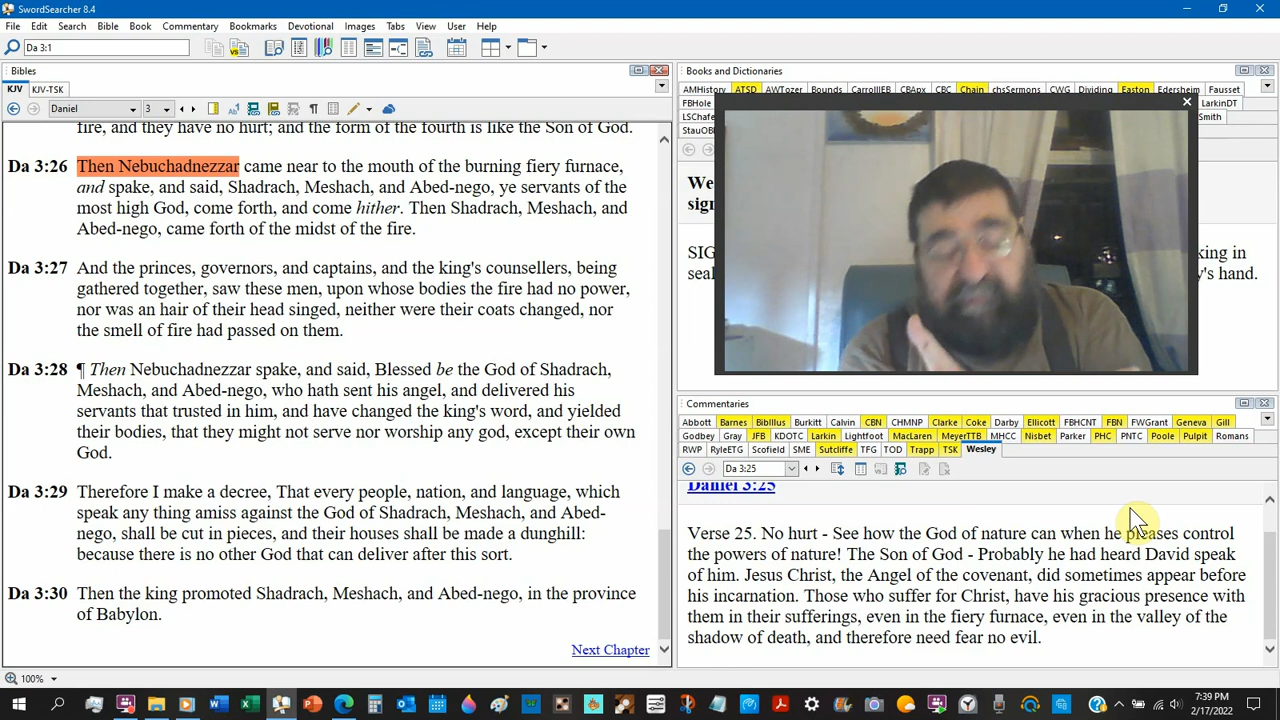 SwordSearcher 8.4
File Edit Search Bible Book Commentary Bookmarks Devotional Images Tabs View User Help
Da 3:1
Bibles
KJV KJV-TSK
Daniel 3
fire, and they have no hurt; and the form of the fourth is like the Son of God.
Da 3:26 Then Nebuchadnezzar came near to the mouth of the burning fiery furnace,
and spake, and said, Shadrach, Meshach, and Abed-nego, ye servants of the
most high God, come forth, and come hither. Then Shadrach, Meshach, and
Abed-nego, came forth of the midst of the fire.
Da 3:27 And the princes, governors, and captains, and the king's counsellers, being
gathered together, saw these men, upon whose bodies the fire had no power,
nor was an hair of their head singed, neither were their coats changed, nor
the smell of fire had passed on them.
Da 3:28 ¶ Then Nebuchadnezzar spake, and said, Blessed be the God of Shadrach,
Meshach, and Abed-nego, who hath sent his angel, and delivered his
servants that trusted in him, and have changed the king's word, and yielded
their bodies, that they might not serve nor worship any god, except their own
God.
Da 3:29 Therefore I make a decree, That every people, nation, and language, which
speak any thing amiss against the God of Shadrach, Meshach, and Abed-
nego, shall be cut in pieces, and their houses shall be made a dunghill:
because there is no other God that can deliver after this sort.
Da 3:30 Then the king promoted Shadrach, Meshach, and Abed-nego, in the province
of Babylon.
Next Chapter
100%
Books and Dictionaries
AMHistory ATSD AWTozer Bounds CarrollIEB CBApx CBC Chain chsSermons CWG Dividing Easton Edersheim Fausset
FBHole LarkinDT
LSChafe Smith
StauOB
We
sign
SIG king in
seal y's hand.
Commentaries
Abbott Barnes BibIllus Burkitt Calvin CBN CHMNP Clarke Coke Darby Ellicott FBHCNT FBN FWGrant Geneva Gill
Godbey Gray JFB KDOTC Larkin Lightfoot MacLaren MeyerTTB MHCC Nisbet Parker PHC PNTC Poole Pulpit Romans
RWP RyleETG Scofield SME Sutcliffe TFG TOD Trapp TSK Wesley
Da 3:25
Daniel 3:25
Verse 25. No hurt - See how the God of nature can when he pleases control
the powers of nature! The Son of God - Probably he had heard David speak
of him. Jesus Christ, the Angel of the covenant, did sometimes appear before
his incarnation. Those who suffer for Christ, have his gracious presence with
them in their sufferings, even in the fiery furnace, even in the valley of the
shadow of death, and therefore need fear no evil.
7:39 PM
2/17/2022